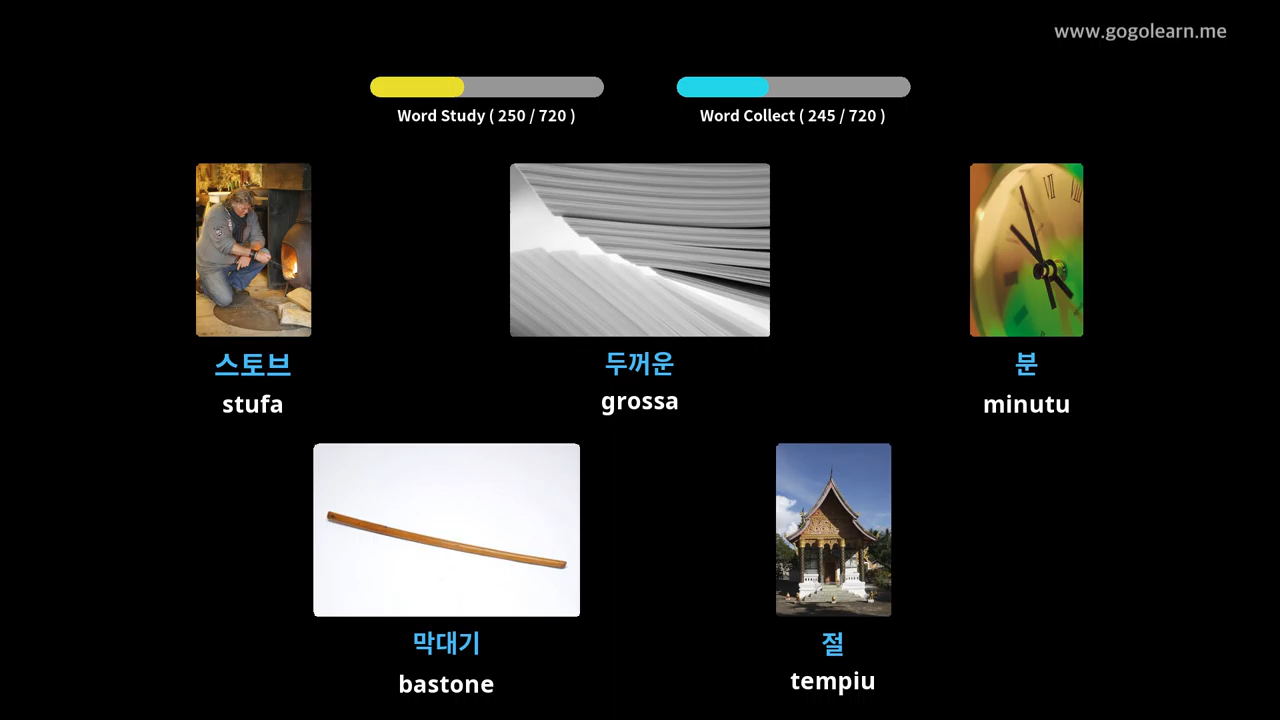 www.gogolearn.me
Word Study ( 250 / 720 )
Word Collect ( 245 / 720 )
스토브
두꺼운
분
stufa
grossa
minutu
막대기
절
bastone
tempiu